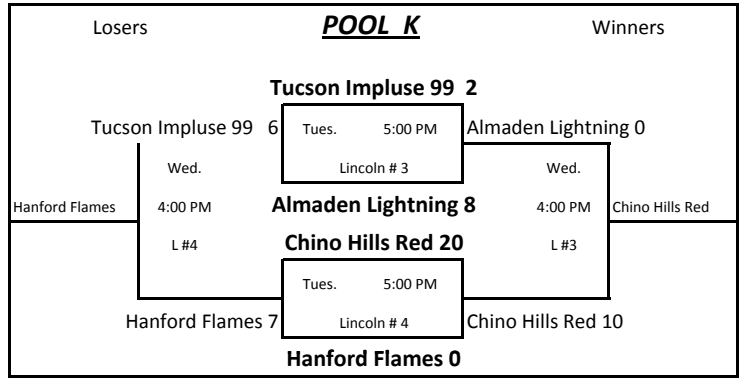 Losers POOL K Winners
Tucson Impluse 99 2
Tucson Impluse 99 6 Tues. 5:00 PM Almaden Lightning 0
Wed. Lincoln # 3 Wed.
Hanford Flames 4:00 PM Almaden Lightning 8 4:00 PM Chino Hills Red
L #4 Chino Hills Red 20 L #3
Tues. 5:00 PM
Hanford Flames 7 Lincoln # 4 Chino Hills Red 10
Hanford Flames 0